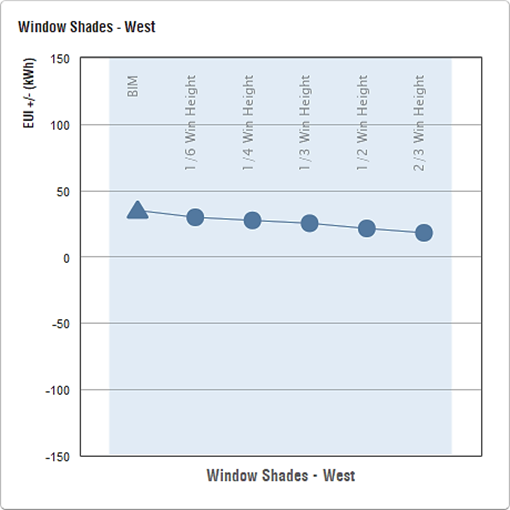 Window Shades - West
EUI +/- (kWh)
150
100
50
0
-50
-100
-150
BIM
1/6 Win Height
1/4 Win Height
1/3 Win Height
1/2 Win Height
2/3 Win Height
Window Shades - West